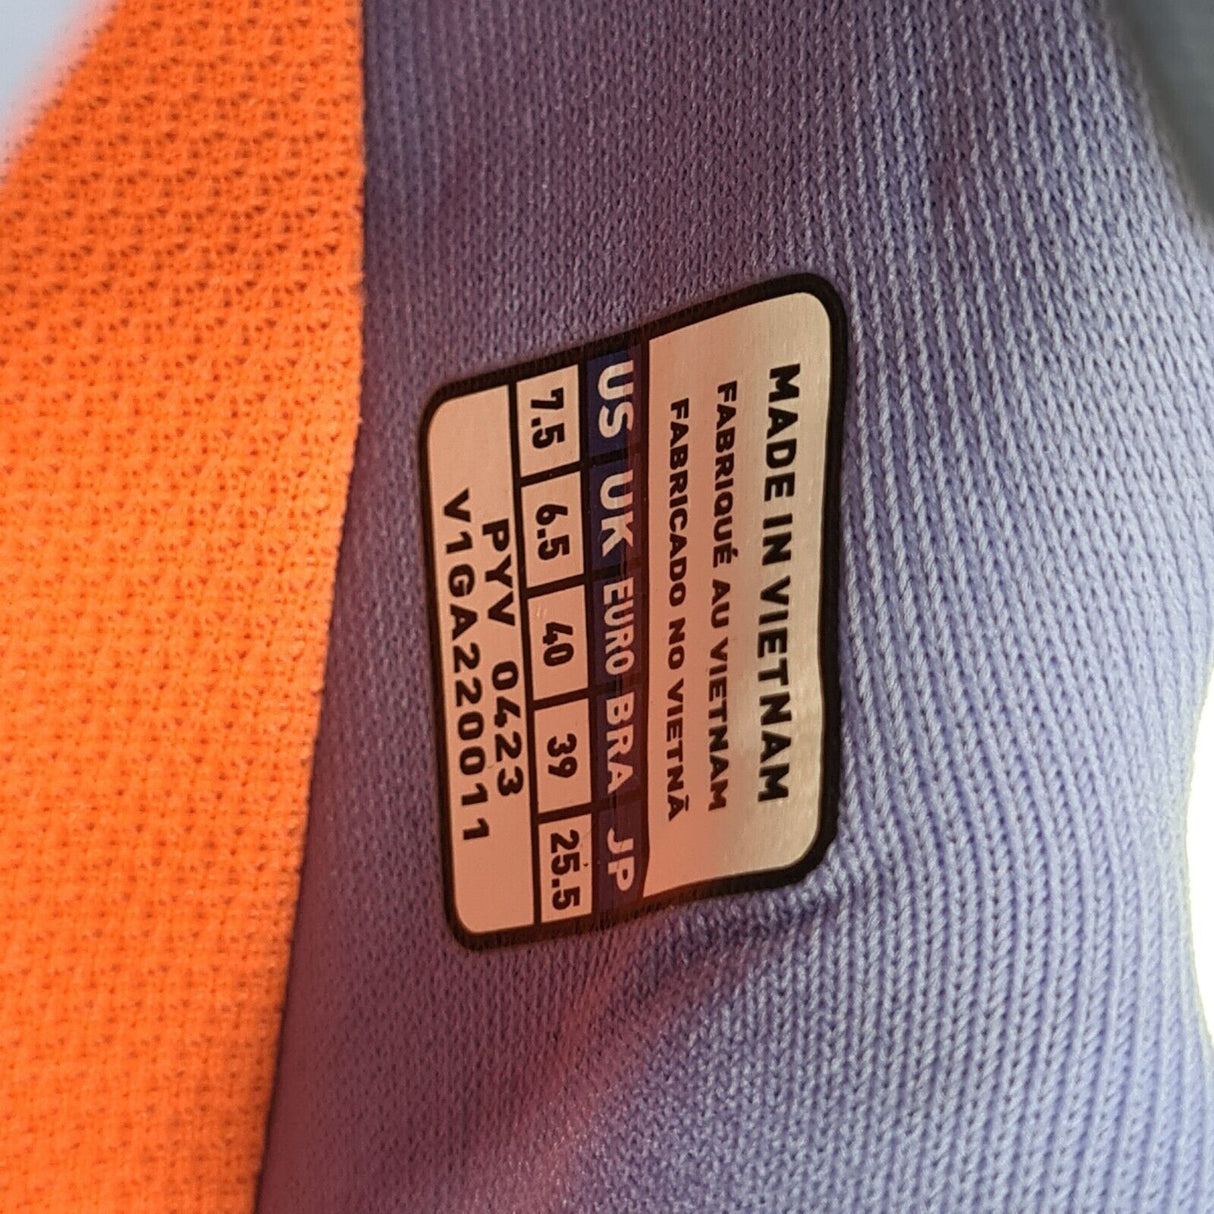 MADE IN VIETNAM
FABRIQUÉ AU VIETNAM
FABRICADO NO VIETNÃ
US UK EURO BRA JP
7.5 6.5 40 39 25.5
PYV 0423
V1GA220011